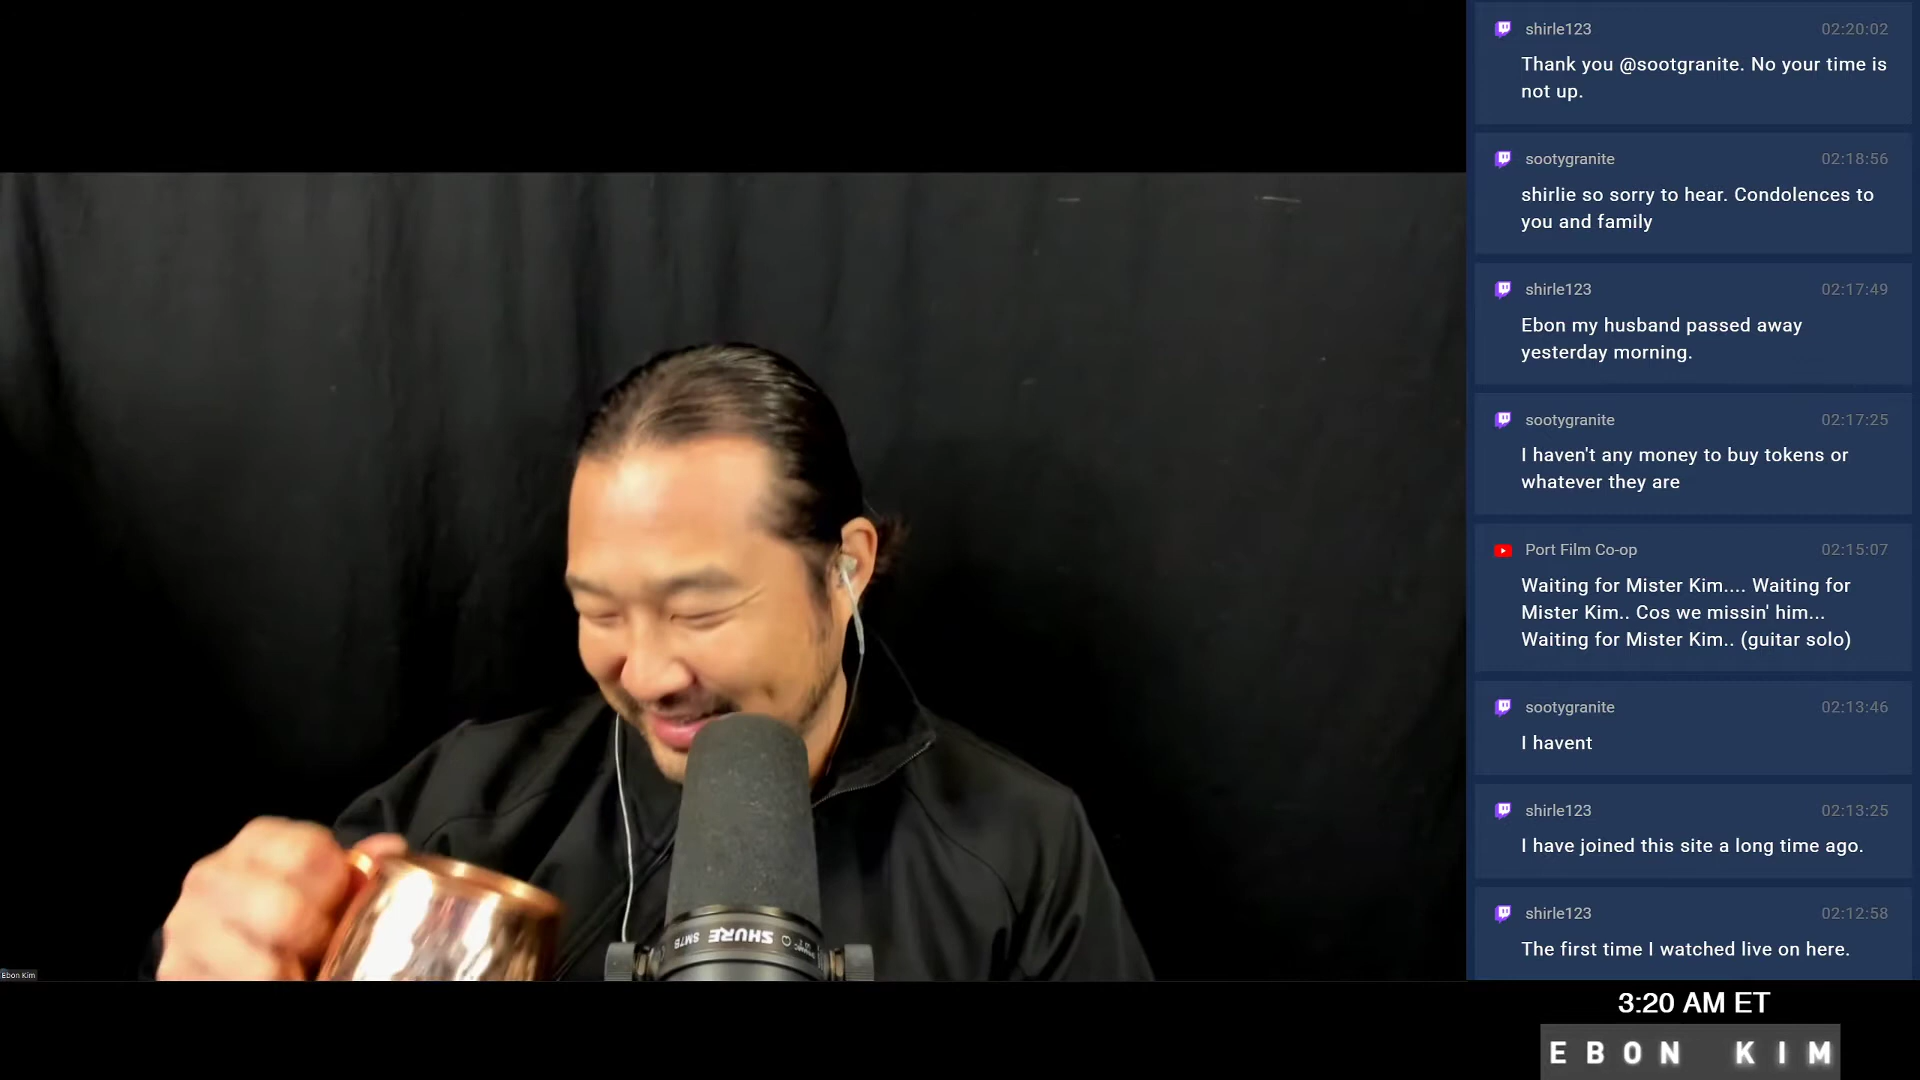 shirle123 02:20:02
Thank you @sootgranite. No your time is
not up.
sootygranite 02:18:56
shirlie so sorry to hear. Condolences to
you and family
shirle123 02:17:49
Ebon my husband passed away
yesterday morning.
sootygranite 02:17:25
I haven't any money to buy tokens or
whatever they are
Port Film Co-op 02:15:07
Waiting for Mister Kim.... Waiting for
Mister Kim.. Cos we missin' him...
Waiting for Mister Kim.. (guitar solo)
sootygranite 02:13:46
I havent
shirle123 02:13:25
I have joined this site a long time ago.
shirle123 02:12:58
The first time I watched live on here.
SHURE SM7B
Ebon Kim
3:20 AM ET
EBON KIM